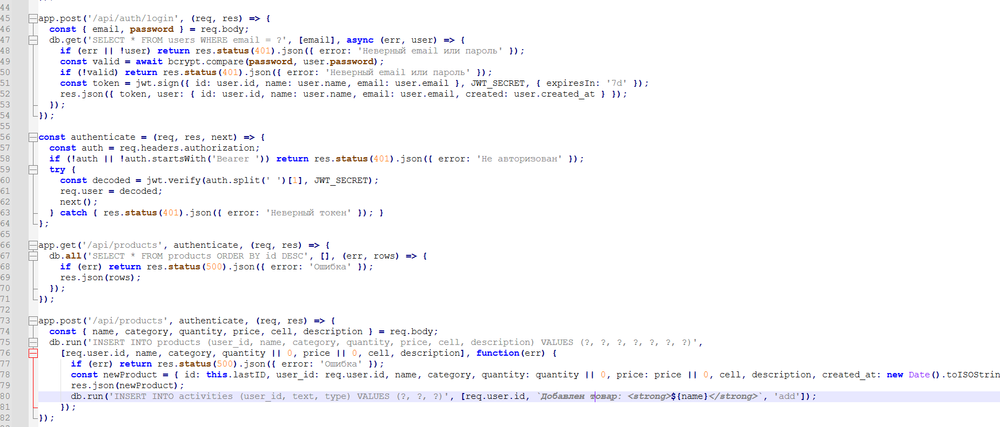 44
45 app.post('/api/auth/login', (req, res) => {
46 const { email, password } = req.body;
47 db.get('SELECT * FROM users WHERE email = ?', [email], async (err, user) => {
48 if (err || !user) return res.status(401).json({ error: 'Неверный email или пароль' });
49 const valid = await bcrypt.compare(password, user.password);
50 if (!valid) return res.status(401).json({ error: 'Неверный email или пароль' });
51 const token = jwt.sign({ id: user.id, name: user.name, email: user.email }, JWT_SECRET, { expiresIn: '7d' });
52 res.json({ token, user: { id: user.id, name: user.name, email: user.email, created: user.created_at } });
53 });
54 });
55
56 const authenticate = (req, res, next) => {
57 const auth = req.headers.authorization;
58 if (!auth || !auth.startsWith('Bearer ')) return res.status(401).json({ error: 'Не авторизован' });
59 try {
60 const decoded = jwt.verify(auth.split(' ')[1], JWT_SECRET);
61 req.user = decoded;
62 next();
63 } catch { res.status(401).json({ error: 'Неверный токен' }); }
64 };
65
66 app.get('/api/products', authenticate, (req, res) => {
67 db.all('SELECT * FROM products ORDER BY id DESC', [], (err, rows) => {
68 if (err) return res.status(500).json({ error: 'Ошибка' });
69 res.json(rows);
70 });
71 });
72
73 app.post('/api/products', authenticate, (req, res) => {
74 const { name, category, quantity, price, cell, description } = req.body;
75 db.run('INSERT INTO products (user_id, name, category, quantity, price, cell, description) VALUES (?, ?, ?, ?, ?, ?, ?)',
76 [req.user.id, name, category, quantity || 0, price || 0, cell, description], function(err) {
77 if (err) return res.status(500).json({ error: 'Ошибка' });
78 const newProduct = { id: this.lastID, user_id: req.user.id, name, category, quantity: quantity || 0, price: price || 0, cell, description, created_at: new Date().toISOStrin
79 res.json(newProduct);
80 db.run('INSERT INTO activities (user_id, text, type) VALUES (?, ?, ?)', [req.user.id, `Добавлен товар: <strong>${name}</strong>`, 'add']);
81 });
82 });